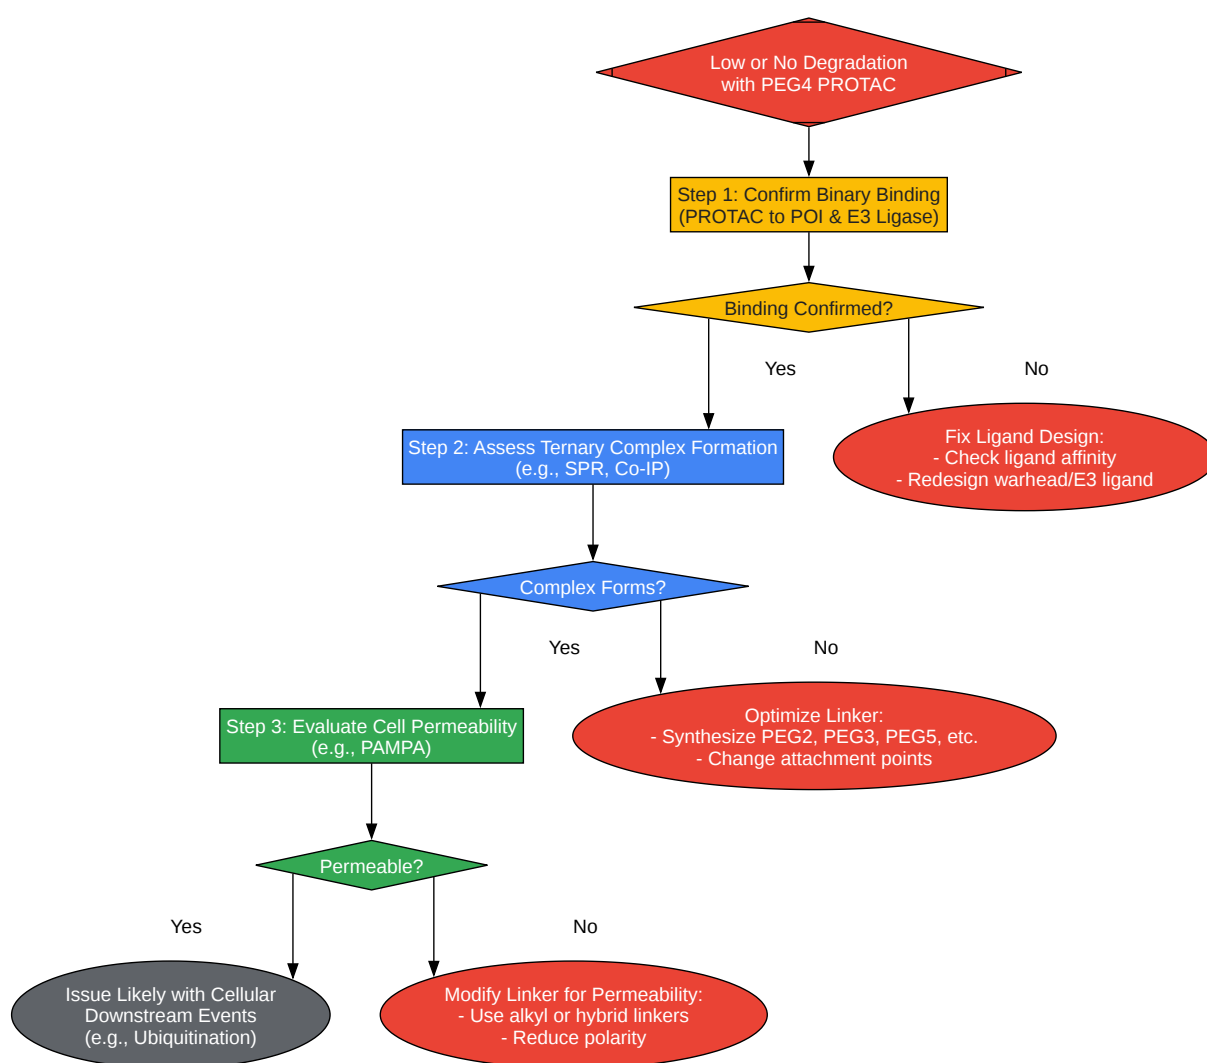 Low or No Degradation
with PEG4 PROTAC
Step 1: Confirm Binary Binding
(PROTAC to POI & E3 Ligase)
Binding Confirmed?
Yes
No
Step 2: Assess Ternary Complex Formation
(e.g., SPR, Co-IP)
Fix Ligand Design:
- Check ligand affinity
- Redesign warhead/E3 ligand
Complex Forms?
Yes
No
Step 3: Evaluate Cell Permeability
(e.g., PAMPA)
Optimize Linker:
- Synthesize PEG2, PEG3, PEG5, etc.
- Change attachment points
Permeable?
Yes
No
Issue Likely with Cellular
Downstream Events
(e.g., Ubiquitination)
Modify Linker for Permeability:
- Use alkyl or hybrid linkers
- Reduce polarity